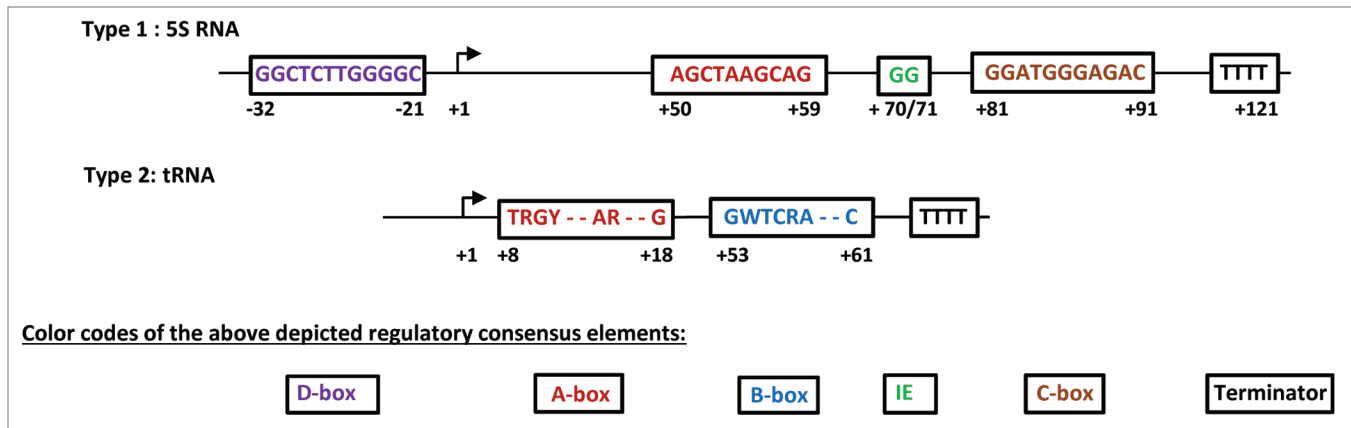 Type 1 : 5S RNA
GGCTCTTGGGGC AGCTAAGCAG GG GGATGGGAGAC TTTT
-32 -21 +1 +50 +59 + 70/71 +81 +91 +121
Type 2: tRNA
TRGY - - AR - - G GWTCRA - - C TTTT
+1 +8 +18 +53 +61
Color codes of the above depicted regulatory consensus elements:
D-box A-box B-box IE C-box Terminator